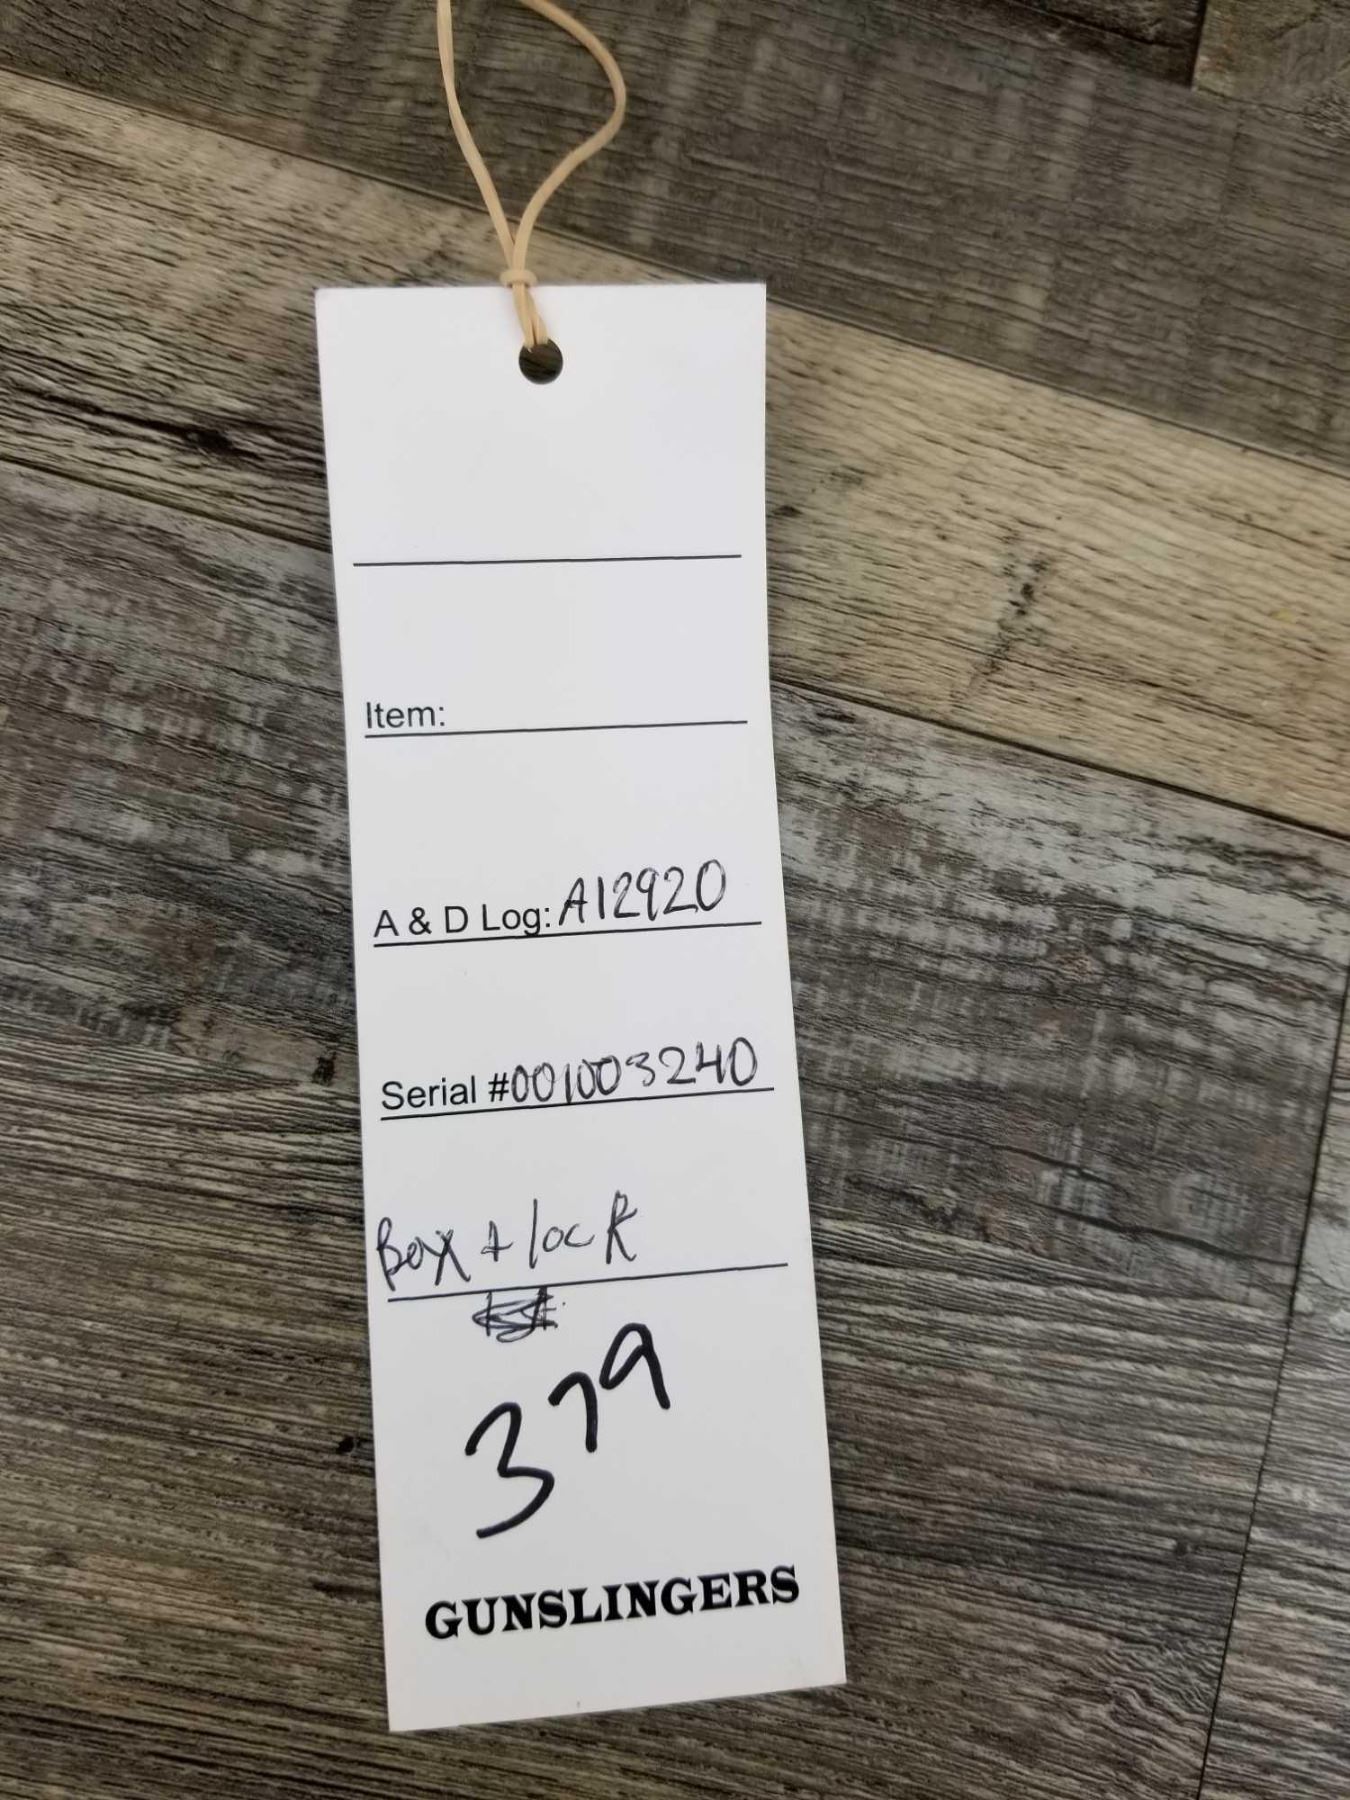 Item:
A & D Log: A12920
Serial #001003240
Box + lock
379
GUNSLINGERS